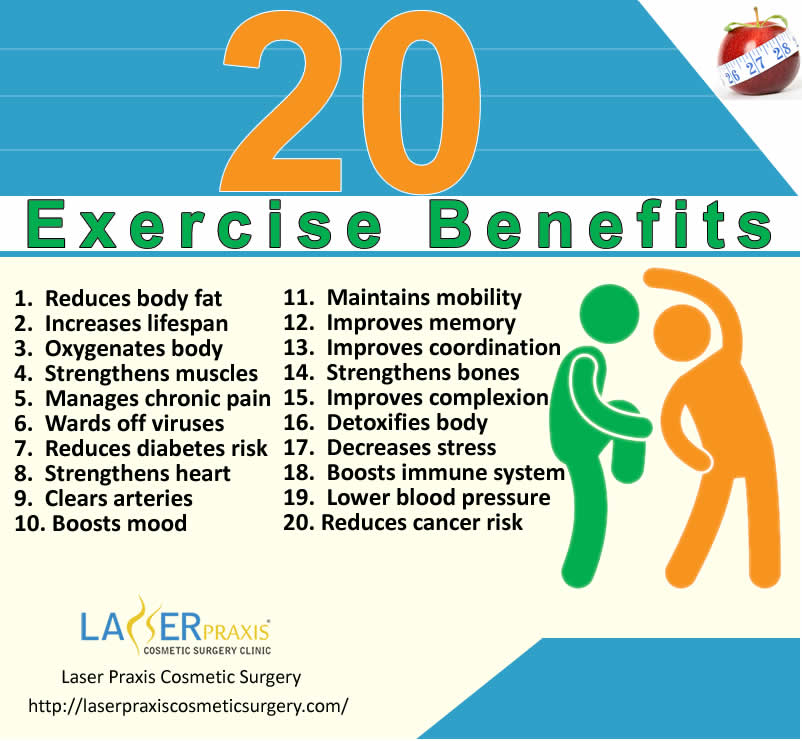 20
Exercise Benefits
1. Reduces body fat
2. Increases lifespan
3. Oxygenates body
4. Strengthens muscles
5. Manages chronic pain
6. Wards off viruses
7. Reduces diabetes risk
8. Strengthens heart
9. Clears arteries
10. Boosts mood
11. Maintains mobility
12. Improves memory
13. Improves coordination
14. Strengthens bones
15. Improves complexion
16. Detoxifies body
17. Decreases stress
18. Boosts immune system
19. Lower blood pressure
20. Reduces cancer risk
26 27 28
LASERPRAXIS®
COSMETIC SURGERY CLINIC
Laser Praxis Cosmetic Surgery
http://laserpraxiscosmeticsurgery.com/